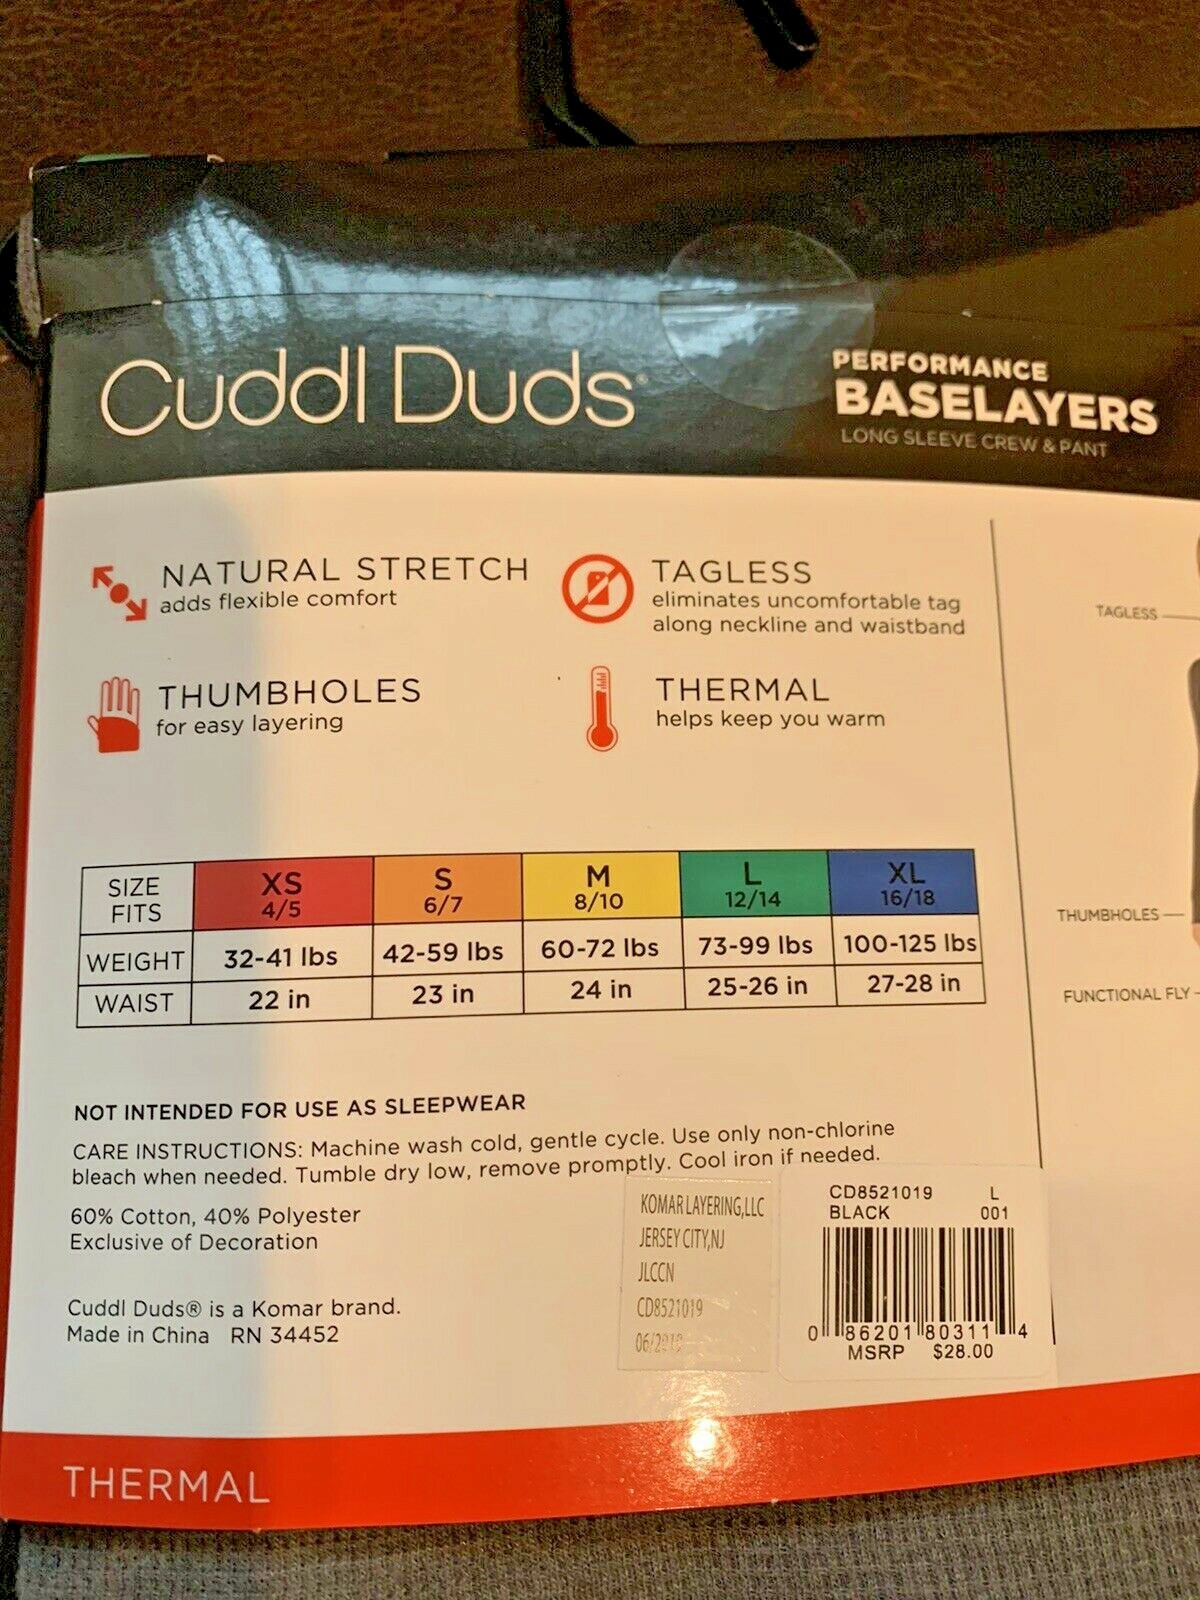 Cuddl Duds
PERFORMANCE
BASELAYERS
LONG SLEEVE CREW & PANT
NATURAL STRETCH
adds flexible comfort
TAGLESS
eliminates uncomfortable tag
along neckline and waistband
THUMBHOLES
for easy layering
THERMAL
helps keep you warm
TAGLESS
THUMBHOLES
FUNCTIONAL FLY
SIZE FITS XS 4/5 S 6/7 M 8/10 L 12/14 XL 16/18
WEIGHT 32-41 lbs 42-59 lbs 60-72 lbs 73-99 lbs 100-125 lbs
WAIST 22 in 23 in 24 in 25-26 in 27-28 in
NOT INTENDED FOR USE AS SLEEPWEAR
CARE INSTRUCTIONS: Machine wash cold, gentle cycle. Use only non-chlorine
bleach when needed. Tumble dry low, remove promptly. Cool iron if needed.
60% Cotton, 40% Polyester
Exclusive of Decoration
Cuddl Duds® is a Komar brand.
Made in China RN 34452
KOMAR LAYERING,LLC
JERSEY CITY,NJ
JLCCN
CD8521019
CD8521019 L
BLACK 001
0 86201 80311 4
MSRP $28.00
THERMAL